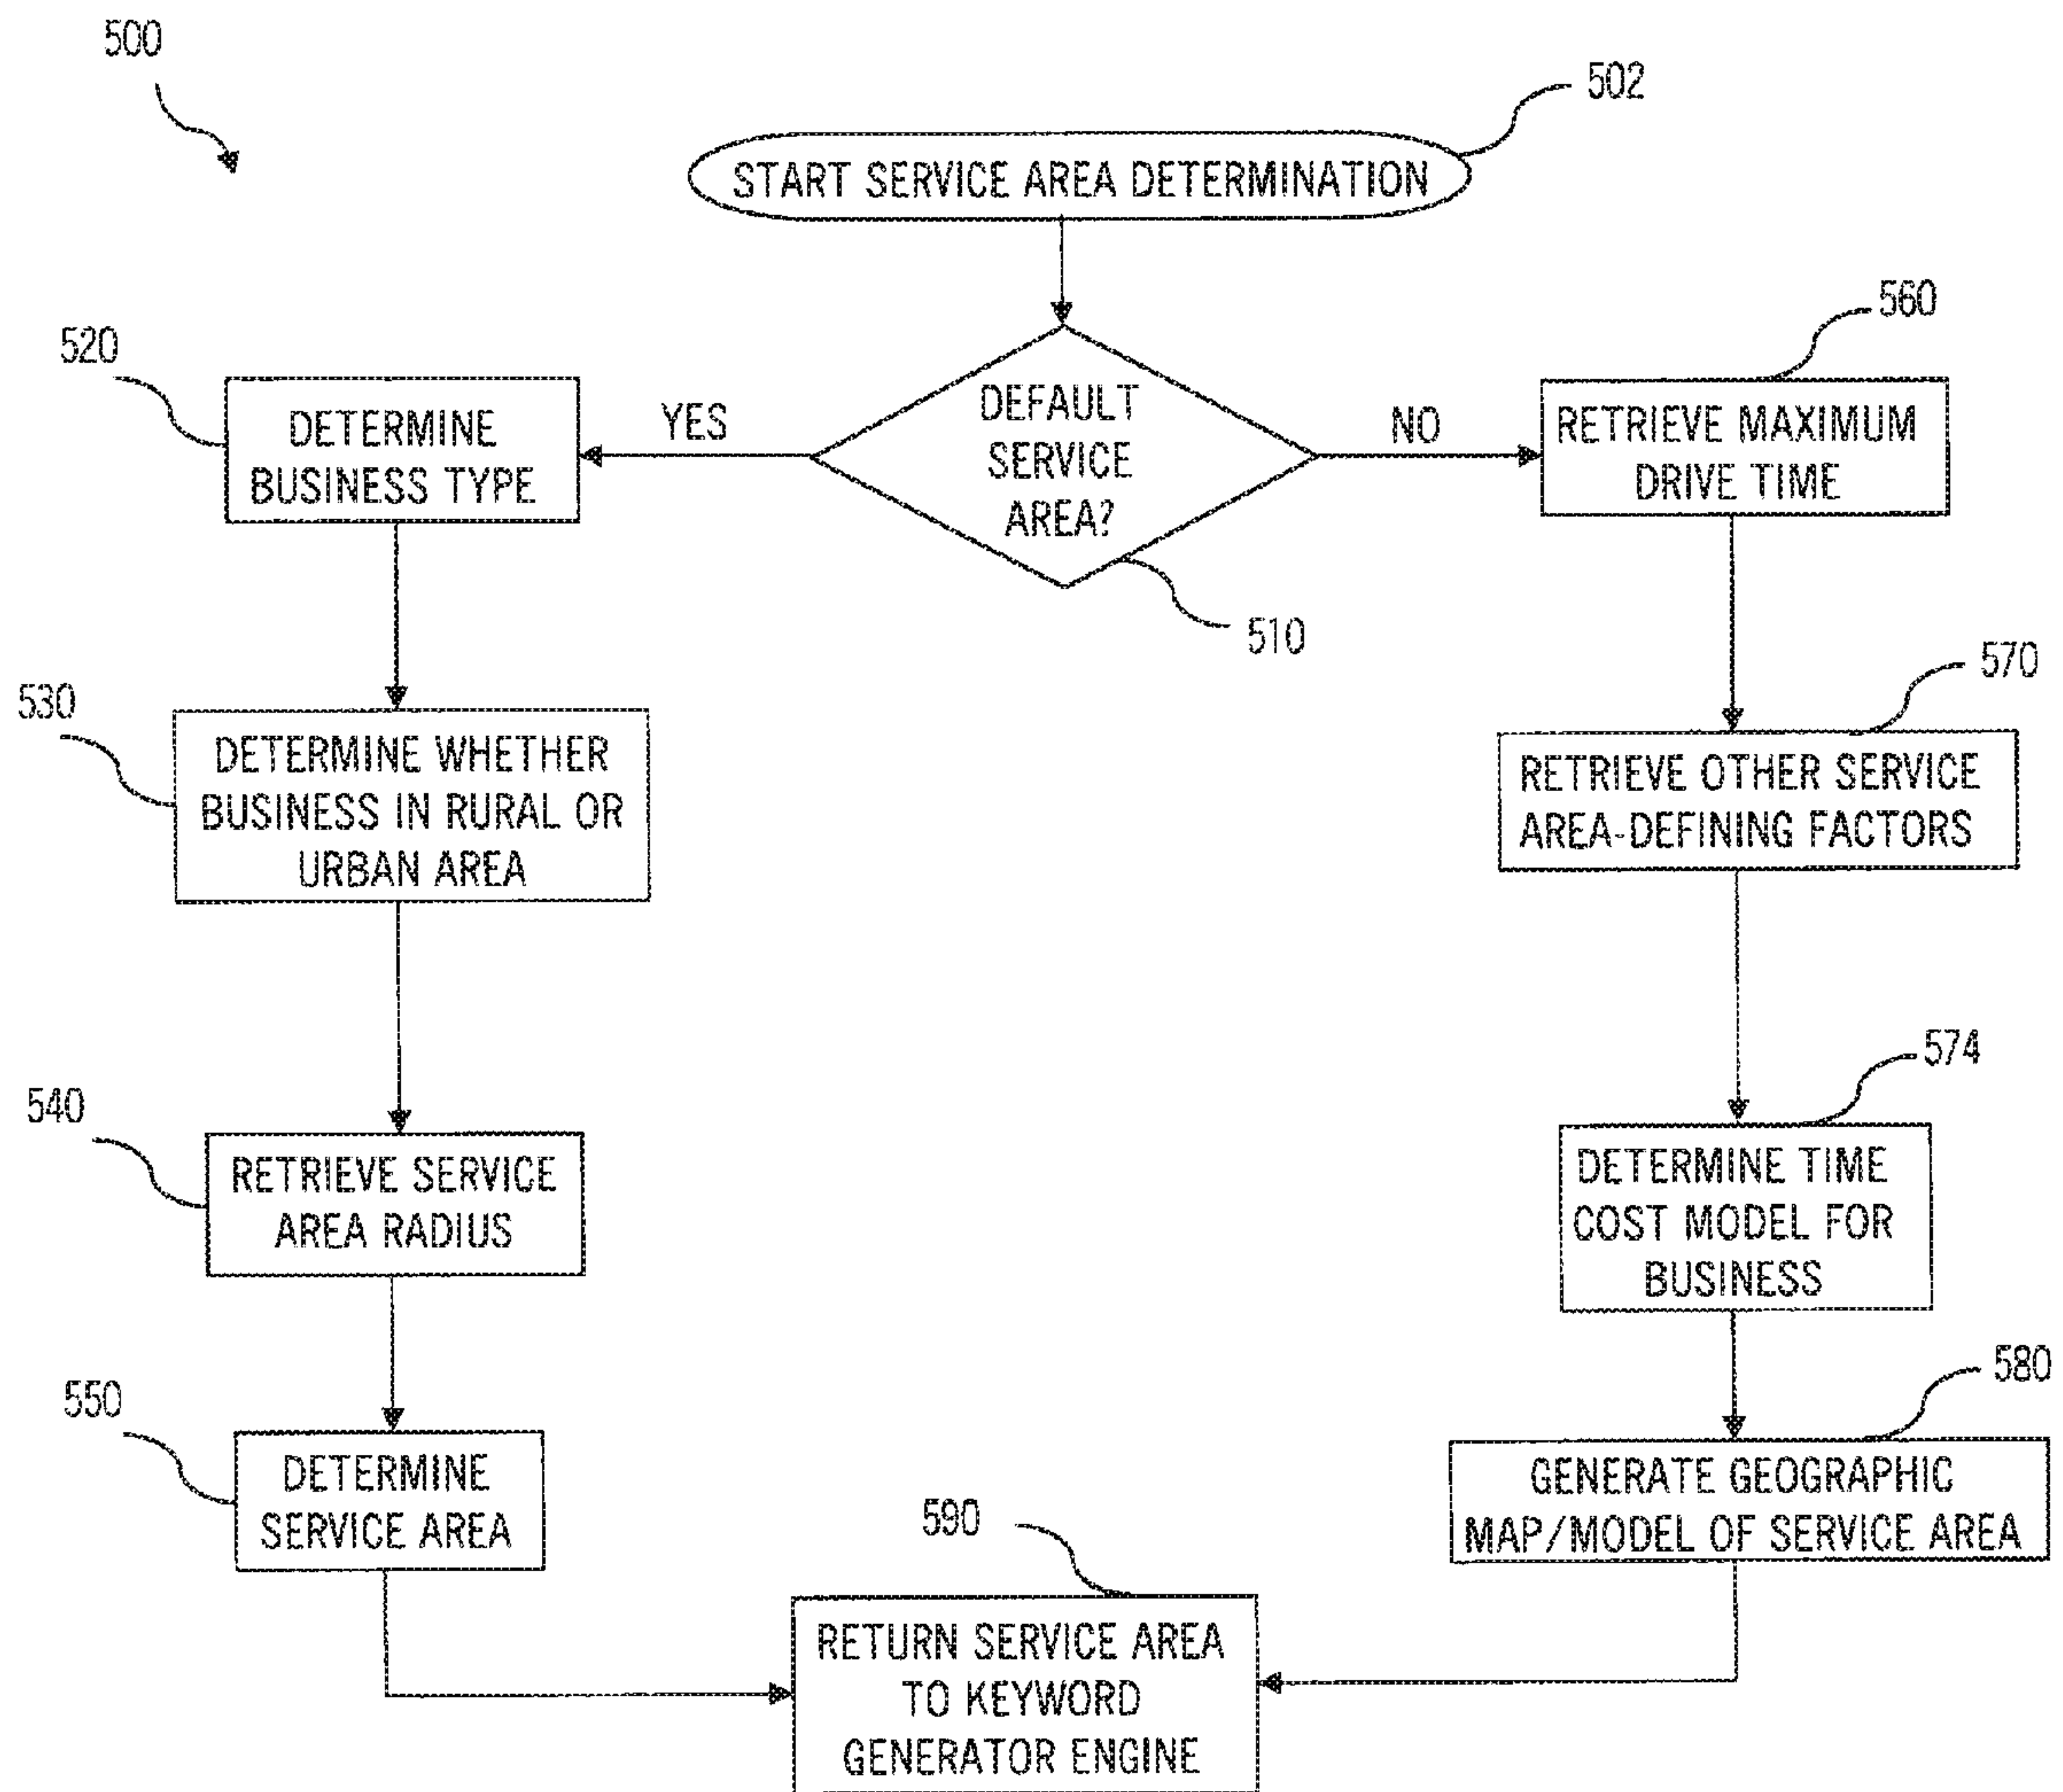 500
502
START SERVICE AREA DETERMINATION
520
DETERMINE
BUSINESS TYPE
YES
DEFAULT
SERVICE
AREA?
510
NO
560
RETRIEVE MAXIMUM
DRIVE TIME
530
DETERMINE WHETHER
BUSINESS IN RURAL OR
URBAN AREA
570
RETRIEVE OTHER SERVICE
AREA-DEFINING FACTORS
540
RETRIEVE SERVICE
AREA RADIUS
574
DETERMINE TIME
COST MODEL FOR
BUSINESS
550
DETERMINE
SERVICE AREA
580
GENERATE GEOGRAPHIC
MAP/MODEL OF SERVICE AREA
590
RETURN SERVICE AREA
TO KEYWORD
GENERATOR ENGINE